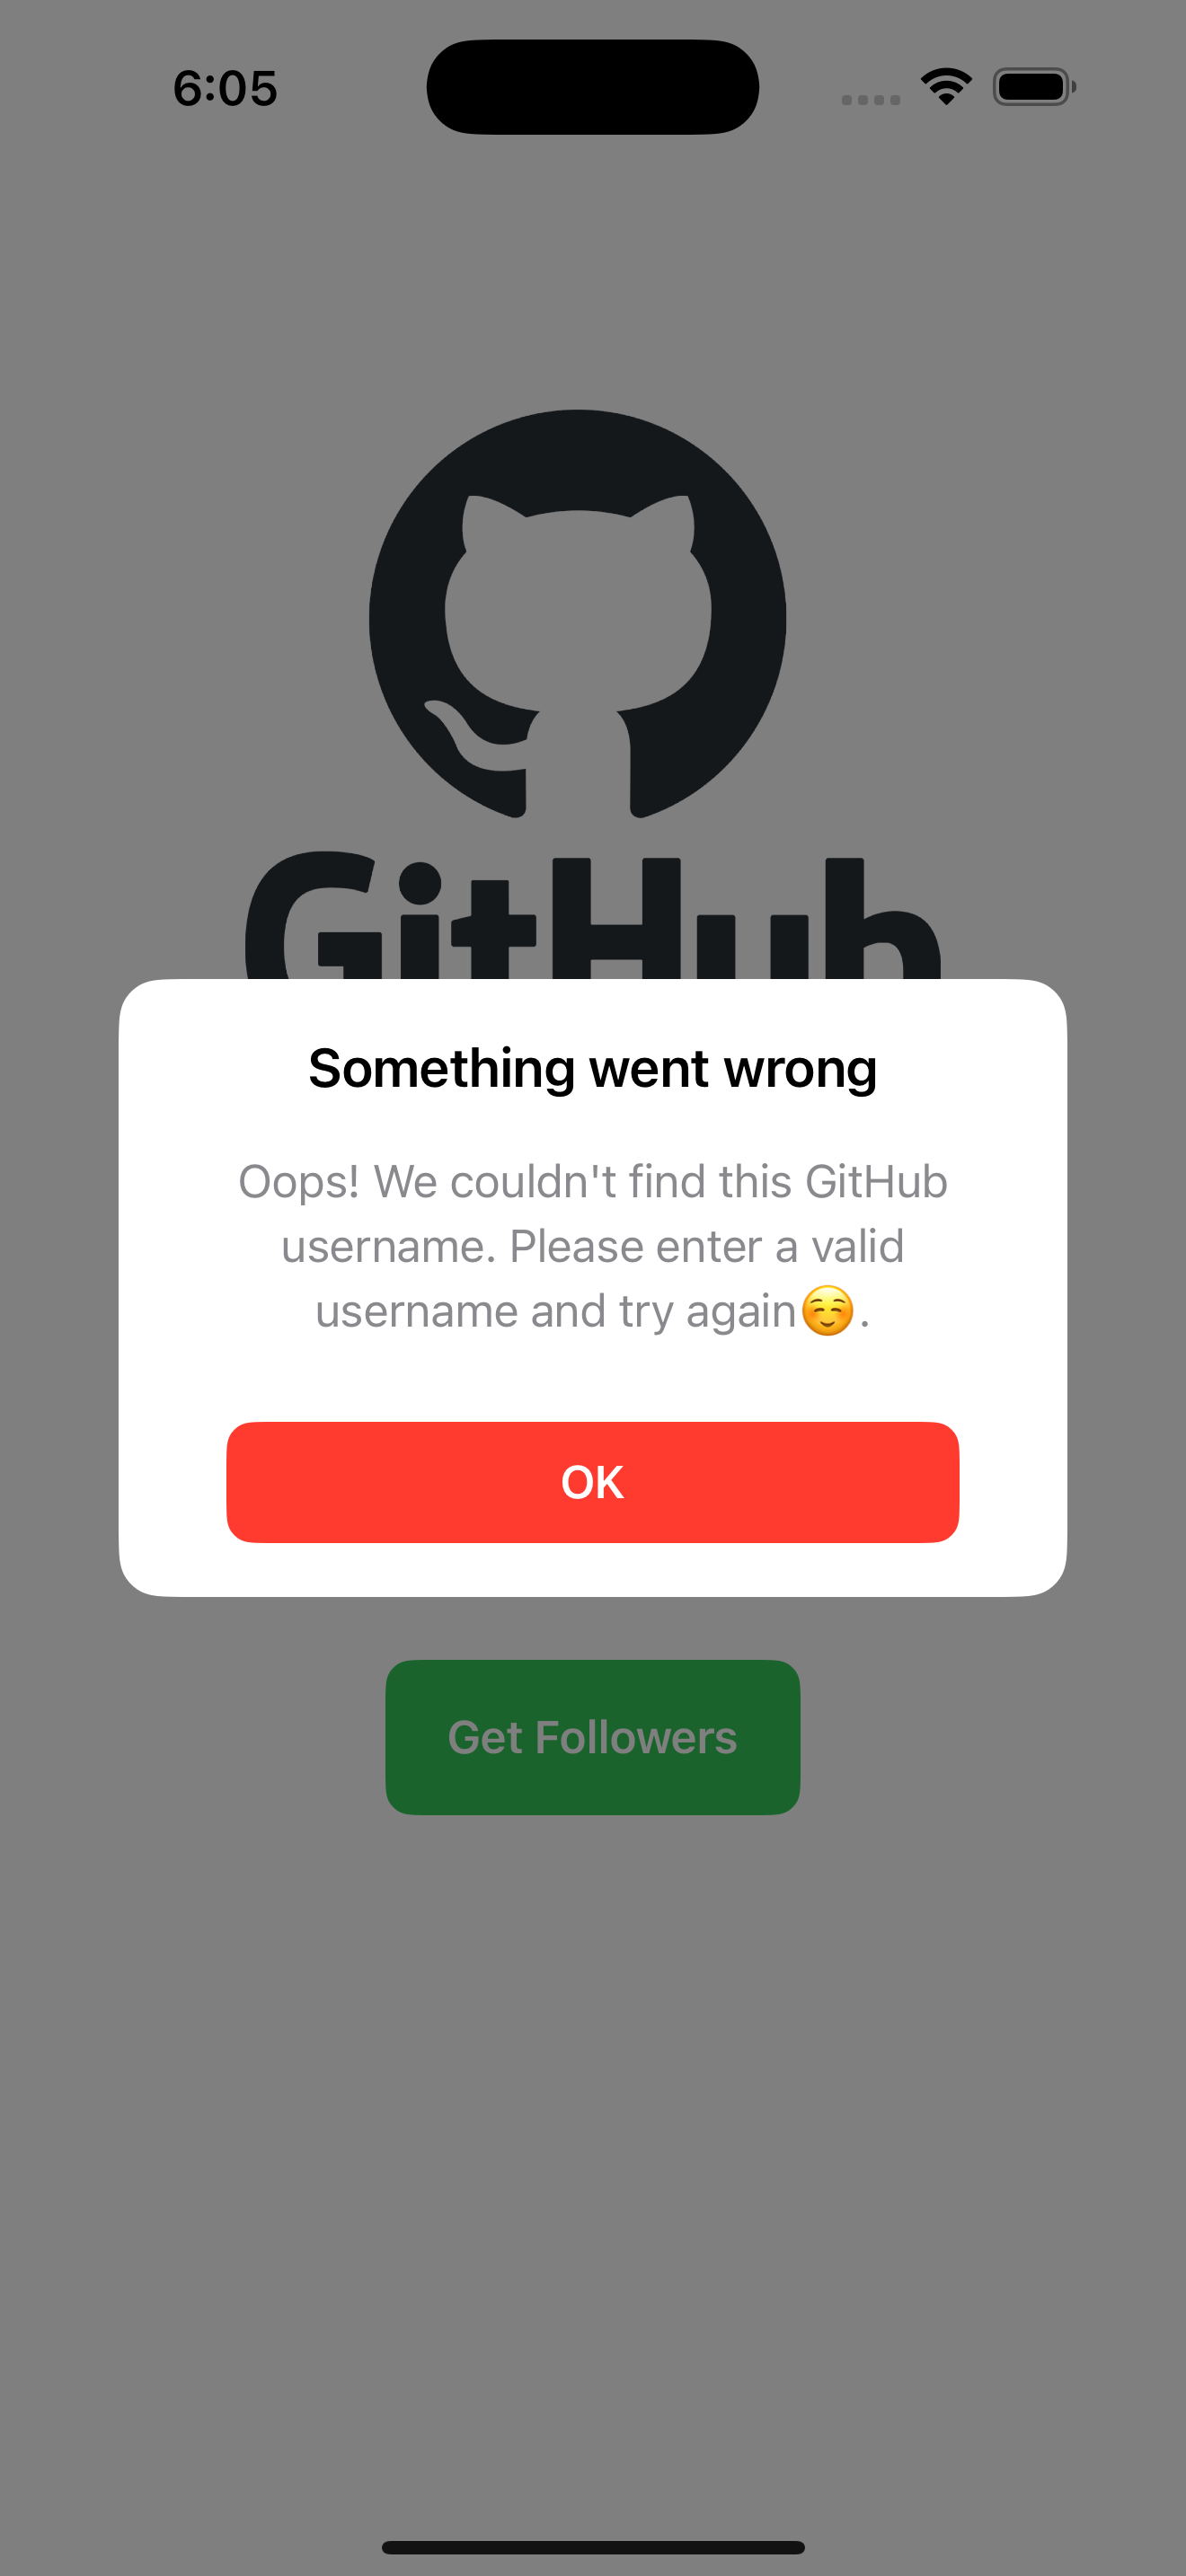 6:05
GitHub
Something went wrong
Oops! We couldn't find this GitHub
username. Please enter a valid
username and try again☺️.
OK
Get Followers